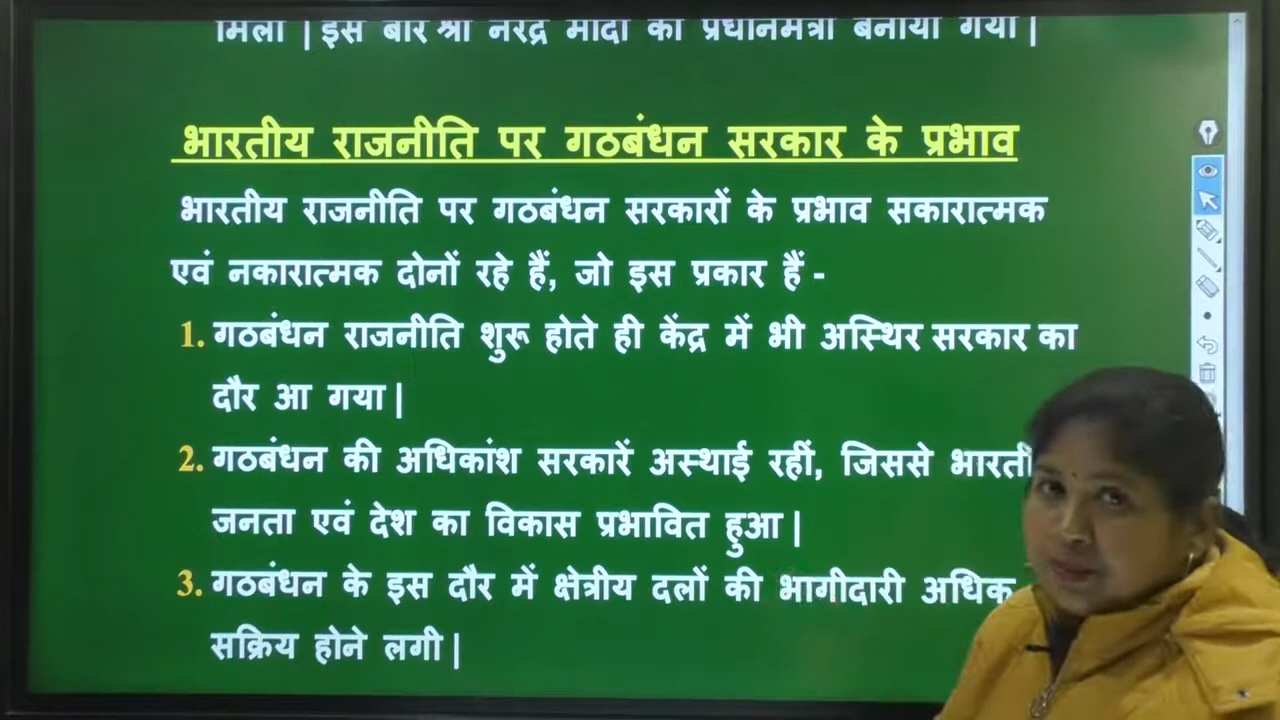 मिला | इस बार श्री नरेंद्र मोदी को प्रधानमंत्री बनाया गया |
भारतीय राजनीति पर गठबंधन सरकार के प्रभाव
भारतीय राजनीति पर गठबंधन सरकारों के प्रभाव सकारात्मक
एवं नकारात्मक दोनों रहे हैं, जो इस प्रकार हैं -
1. गठबंधन राजनीति शुरू होते ही केंद्र में भी अस्थिर सरकार का
दौर आ गया |
2. गठबंधन की अधिकांश सरकारें अस्थाई रहीं, जिससे
जनता एवं देश का विकास प्रभावित हुआ |
3. गठबंधन के इस दौर में क्षेत्रीय दलों की भागीदारी अधिक
सक्रिय होने लगी |